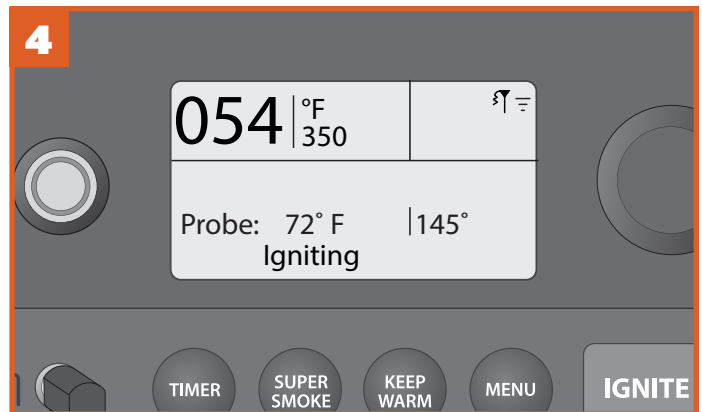 4
054 °F
350
Probe: 72° F 145°
Igniting
TIMER
SUPER
SMOKE
KEEP
WARM
MENU
IGNITE